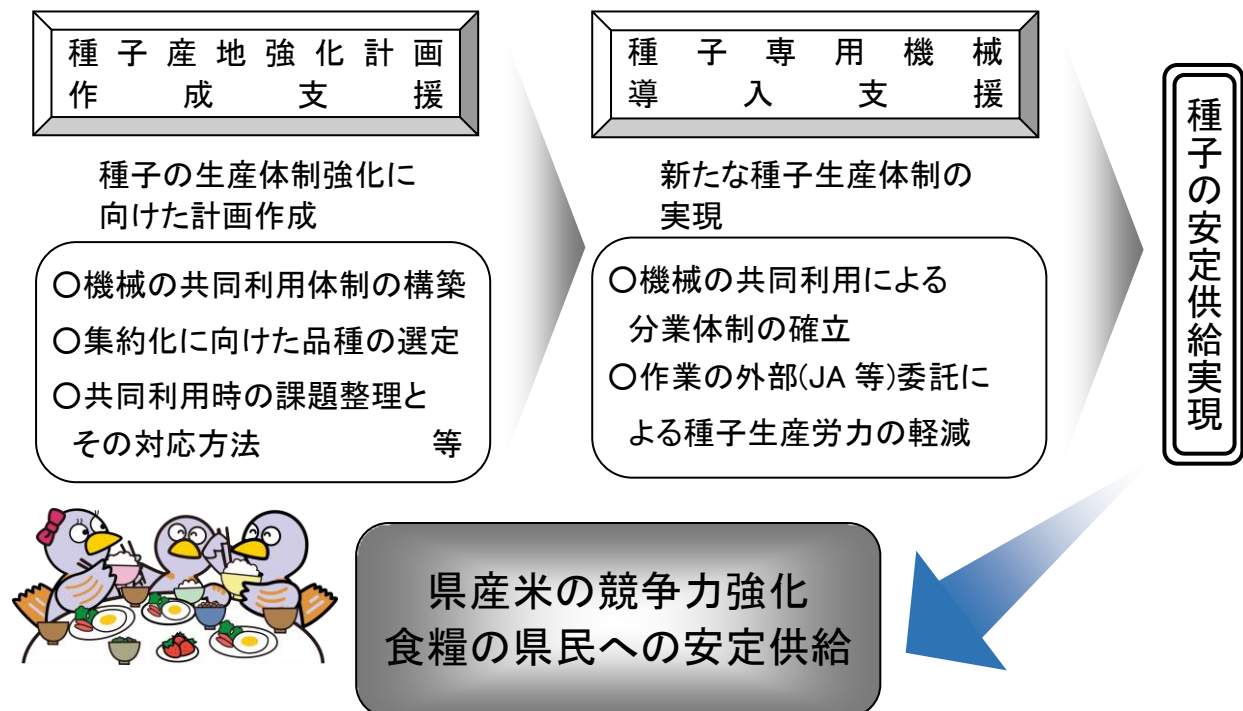 種子産地強化計画
作成支援
種子の生産体制強化に
向けた計画作成
○機械の共同利用体制の構築
○集約化に向けた品種の選定
○共同利用時の課題整理と
その対応方法 等
種子専用機械
導入支援
新たな種子生産体制の
実現
○機械の共同利用による
分業体制の確立
○作業の外部(JA 等)委託に
よる種子生産労力の軽減
種子の安定供給実現
県産米の競争力強化
食糧の県民への安定供給